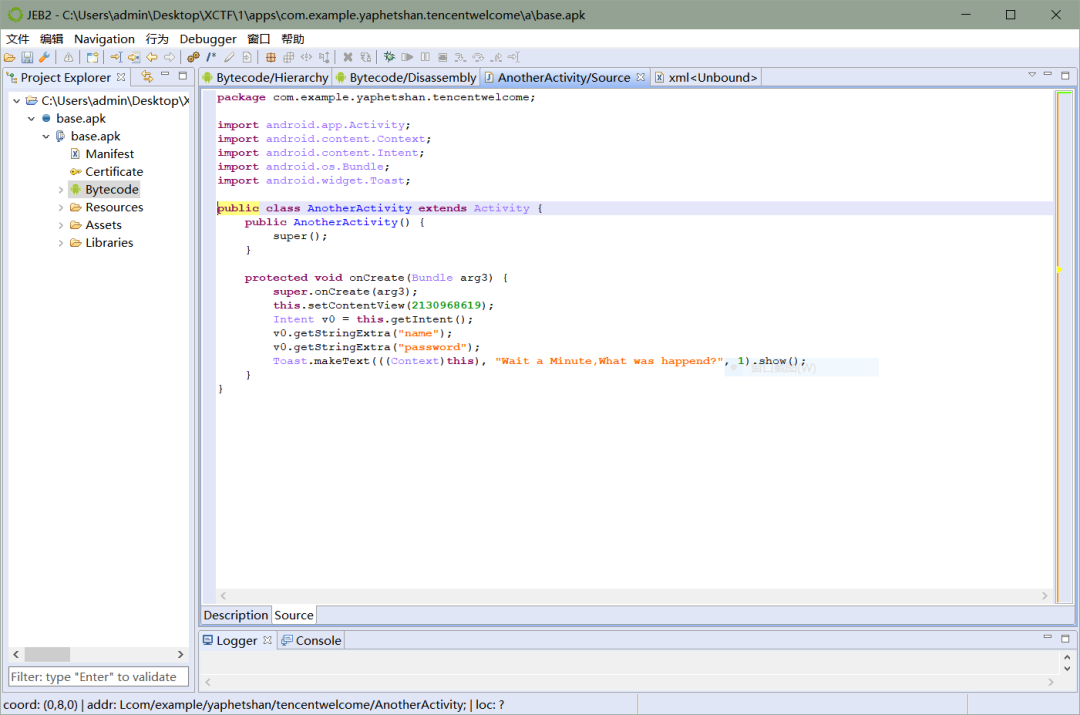 JEB2 - C:\Users\admin\Desktop\XCTF\1\apps\com.example.yaphetshan.tencentwelcome\a\base.apk
文件 编辑 Navigation 行为 Debugger 窗口 帮助
Project Explorer
C:\Users\admin\Desktop\X
base.apk
base.apk
Manifest
Certificate
Bytecode
Resources
Assets
Libraries
Filter: type "Enter" to validate
Bytecode/Hierarchy Bytecode/Disassembly AnotherActivity/Source xml<Unbound>
package com.example.yaphetshan.tencentwelcome;
import android.app.Activity;
import android.content.Context;
import android.content.Intent;
import android.os.Bundle;
import android.widget.Toast;
public class AnotherActivity extends Activity {
public AnotherActivity() {
super();
}
protected void onCreate(Bundle arg3) {
super.onCreate(arg3);
this.setContentView(2130968619);
Intent v0 = this.getIntent();
v0.getStringExtra("name");
v0.getStringExtra("password");
Toast.makeText(((Context)this), "Wait a Minute,What was happend?", 1).show();
}
}
Description Source
Logger Console
coord: (0,8,0) | addr: Lcom/example/yaphetshan/tencentwelcome/AnotherActivity; | loc: ?